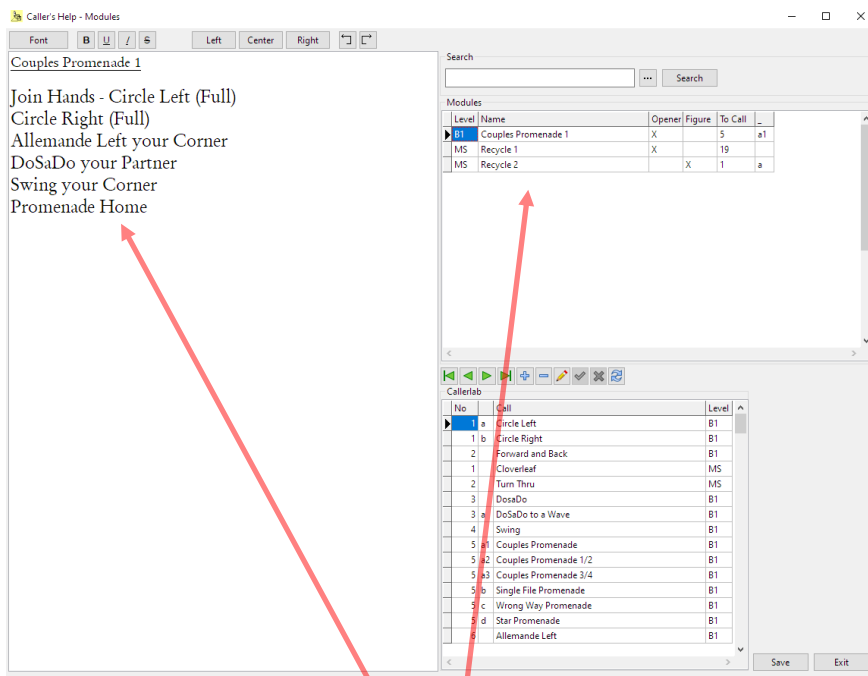 Caller's Help - Modules
Font B U I S Left Center Right
Couples Promenade 1
Join Hands - Circle Left (Full)
Circle Right (Full)
Allemande Left your Corner
DoSaDo your Partner
Swing your Corner
Promenade Home
Search
... Search
Modules
Level Name Opener Figure To Call _
B1 Couples Promenade 1 X 5 a1
MS Recycle 1 X 19
MS Recycle 2 X 1 a
Callerlab
No Call Level
1 a Circle Left B1
1 b Circle Right B1
2 Forward and Back B1
1 Cloverleaf MS
2 Turn Thru MS
3 DosaDo B1
3 a DoSaDo to a Wave B1
4 Swing B1
5 a1 Couples Promenade B1
5 a2 Couples Promenade 1/2 B1
5 a3 Couples Promenade 3/4 B1
5 b Single File Promenade B1
5 c Wrong Way Promenade B1
5 d Star Promenade B1
6 Allemande Left B1
Save Exit